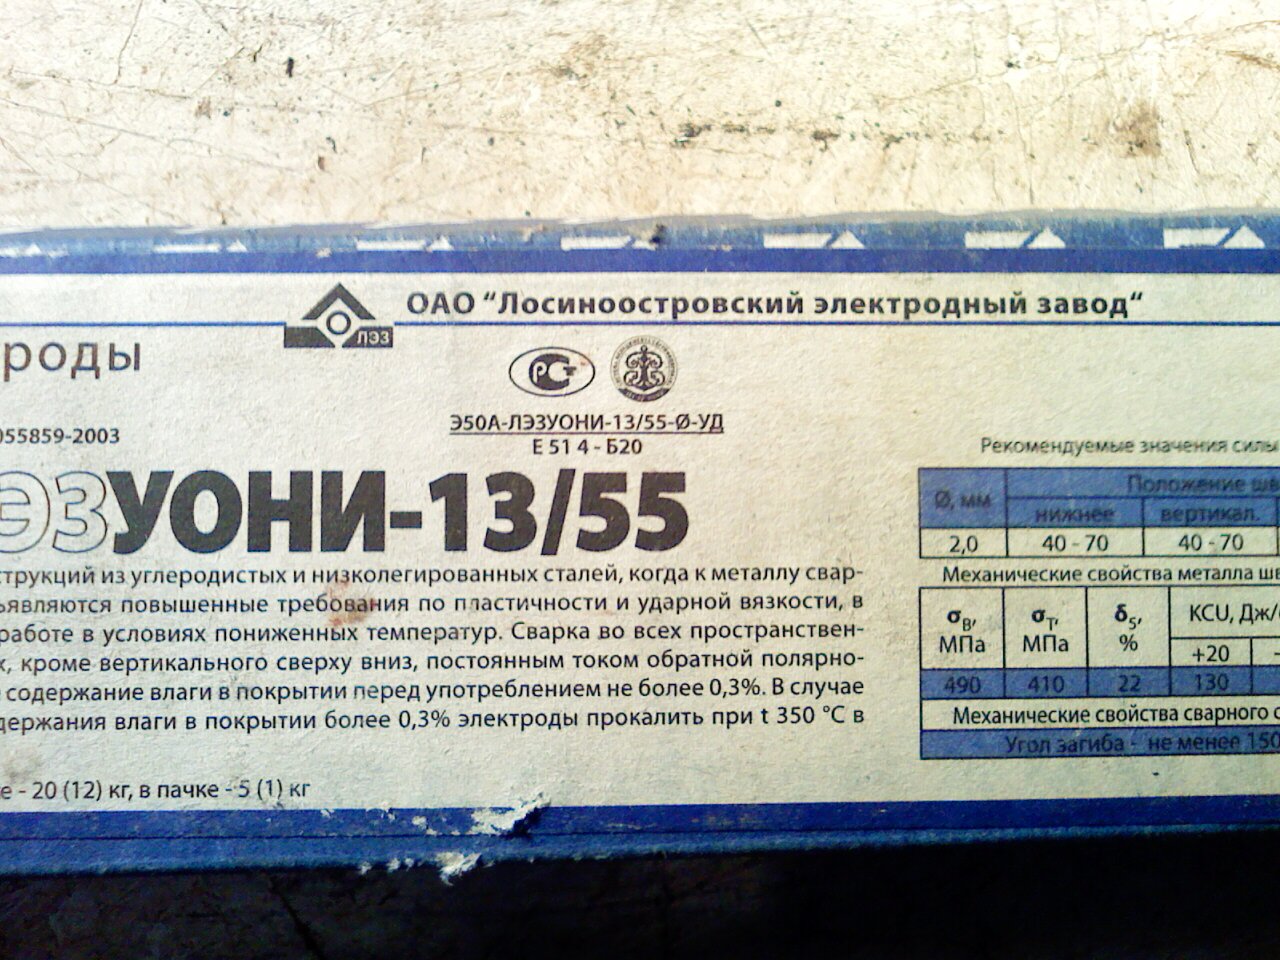 ОАО "Лосиноостровский электродный завод"
ЛЭЗ
роды
РСт
055859-2003
Э50А-ЛЭЗУОНИ-13/55-Ø-УД
Е 51 4 - Б20
ЭЗУОНИ-13/55
струкций из углеродистых и низколегированных сталей, когда к металлу свар-
ъявляются повышенные требования по пластичности и ударной вязкости, в
работе в условиях пониженных температур. Сварка во всех пространствен-
х, кроме вертикального сверху вниз, постоянным током обратной полярно-
содержание влаги в покрытии перед употреблением не более 0,3%. В случае
держания влаги в покрытии более 0,3% электроды прокалить при t 350 °С в
е - 20 (12) кг, в пачке - 5 (1) кг
Рекомендуемые значения силы
Ø, мм Положение шв
нижнее вертикал.
2,0 40 - 70 40 - 70
Механические свойства металла шв
σв, МПа σт, МПа δ5, % KCU, Дж/
+20 -
490 410 22 130
Механические свойства сварного с
Угол загиба - не менее 150